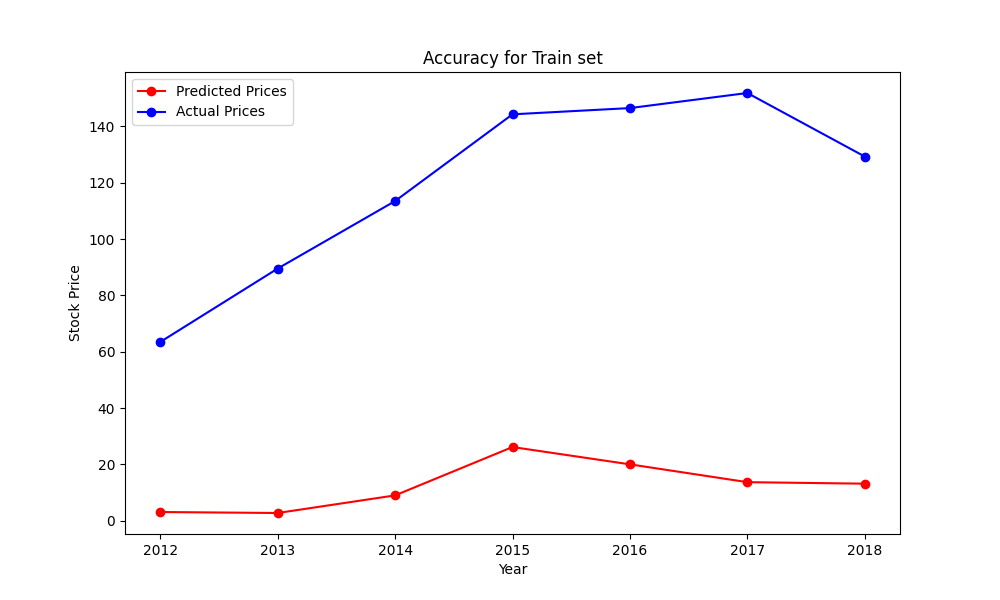 Accuracy for Train set
Predicted Prices
Actual Prices
140
120
100
80
60
40
20
0
Stock Price
2012 2013 2014 2015 2016 2017 2018
Year